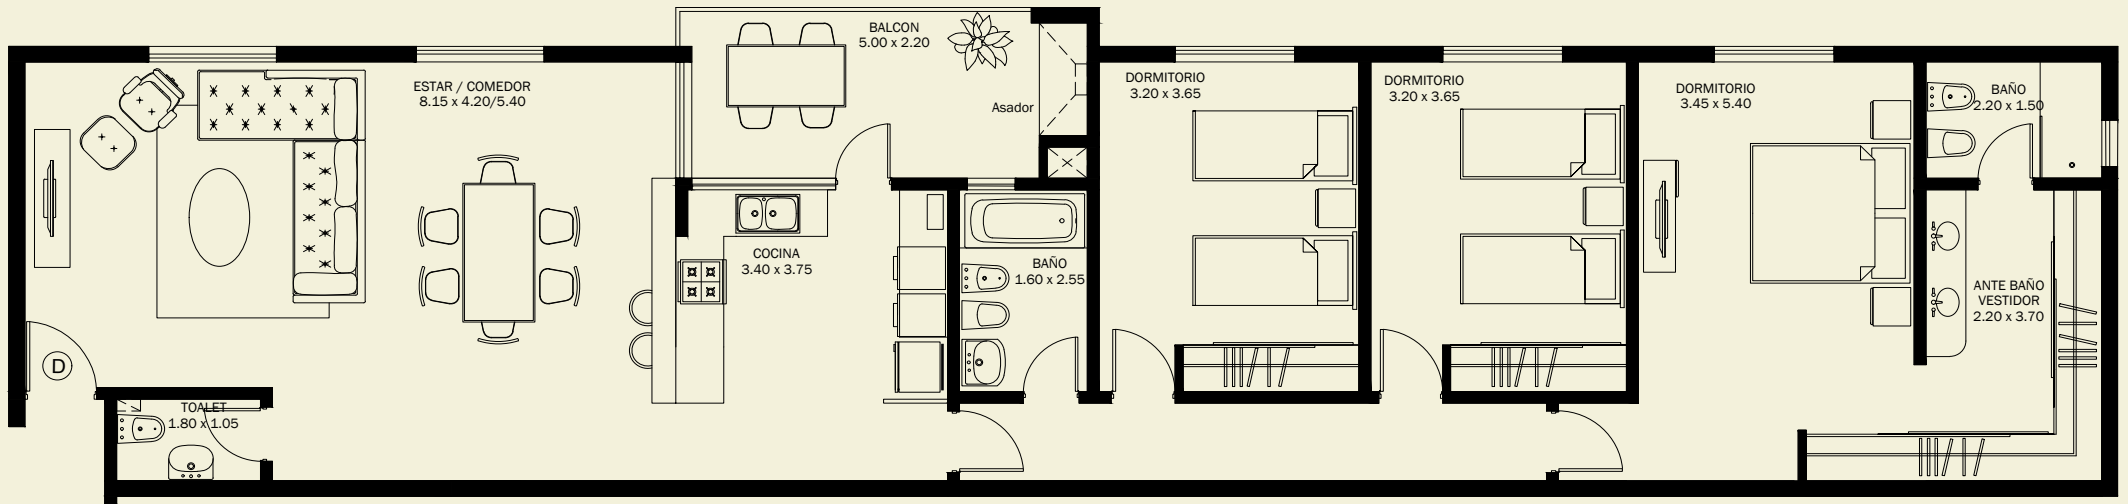 BALCON
5.00 x 2.20
Asador
ESTAR / COMEDOR
8.15 x 4.20/5.40
DORMITORIO
3.20 x 3.65
DORMITORIO
3.20 x 3.65
DORMITORIO
3.45 x 5.40
BAÑO
2.20 x 1.50
COCINA
3.40 x 3.75
BAÑO
1.60 x 2.55
ANTE BAÑO
VESTIDOR
2.20 x 3.70
D
TOALET
1.80 x 1.05